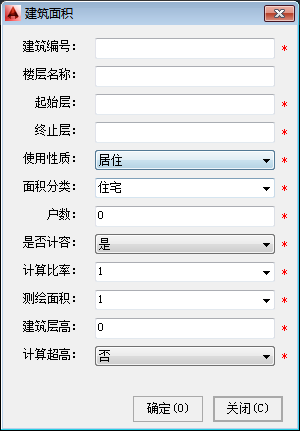 建筑面积
建筑编号: *
楼层名称:
起始层: *
终止层: *
使用性质: 居住 *
面积分类: 住宅 *
户数: 0 *
是否计容: 是 *
计算比率: 1 *
测绘面积: 1 *
建筑层高: 0 *
计算超高: 否 *
确定(O) 关闭(C)